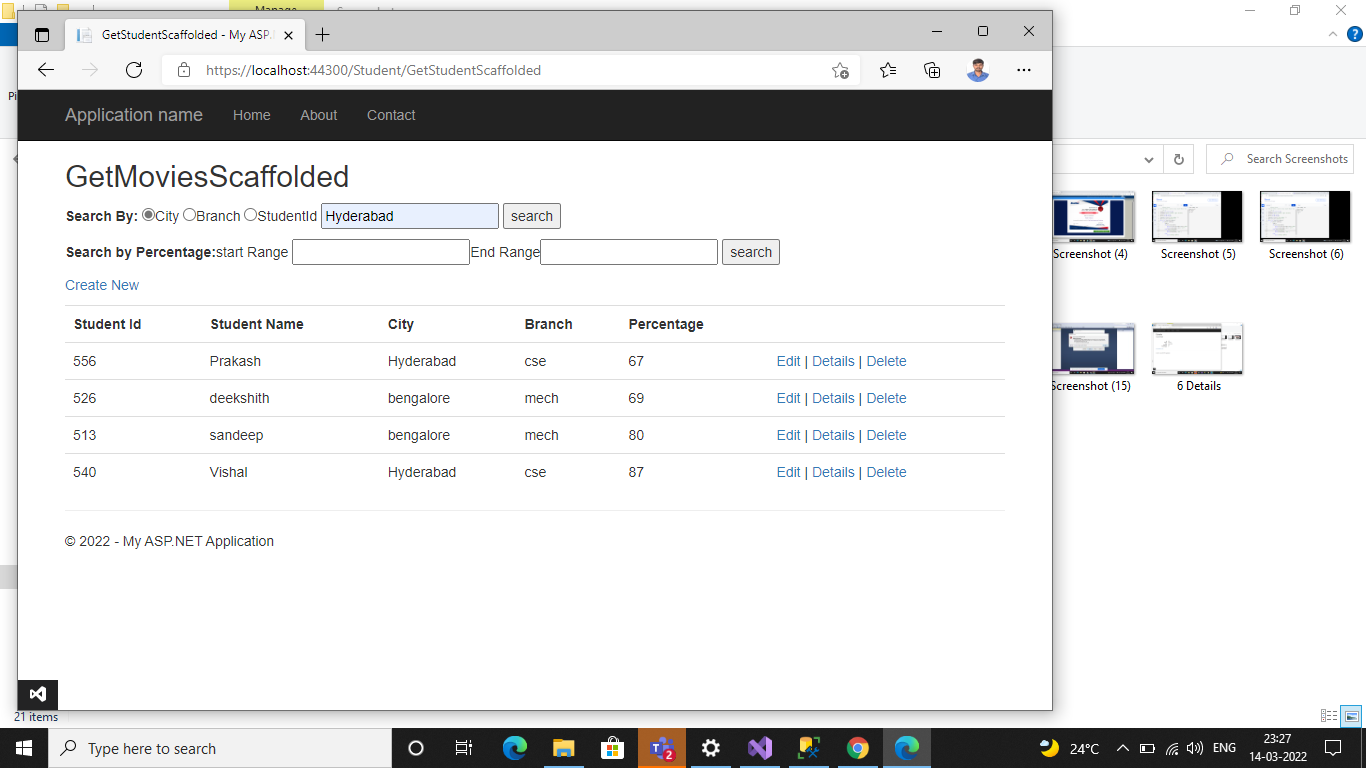 Manage
GetStudentScaffolded - My ASP.
https://localhost:44300/Student/GetStudentScaffolded
Application name Home About Contact
GetMoviesScaffolded
Search By: City Branch StudentId Hyderabad search
Search by Percentage:start Range End Range search
Create New
Student Id Student Name City Branch Percentage
556 Prakash Hyderabad cse 67 Edit | Details | Delete
526 deekshith bengalore mech 69 Edit | Details | Delete
513 sandeep bengalore mech 80 Edit | Details | Delete
540 Vishal Hyderabad cse 87 Edit | Details | Delete
© 2022 - My ASP.NET Application
Search Screenshots
Screenshot (4) Screenshot (5) Screenshot (6)
Screenshot (15) 6 Details
21 items
Type here to search
2
24°C ENG 23:27
14-03-2022